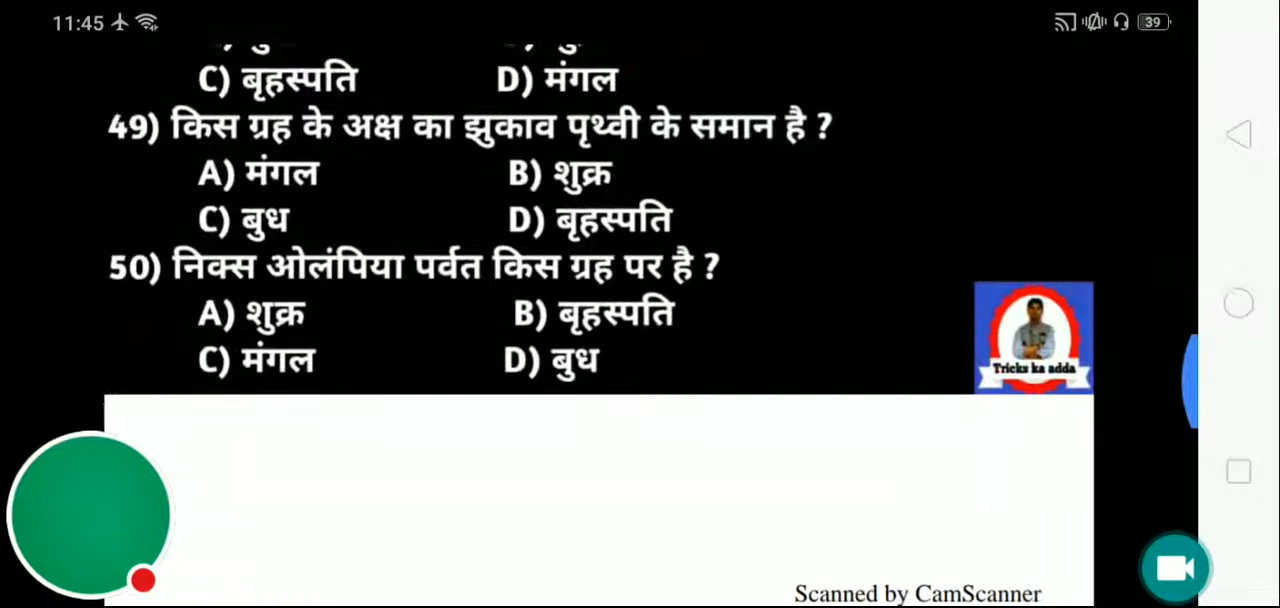 11:45
39
C) बृहस्पति D) मंगल
49) किस ग्रह के अक्ष का झुकाव पृथ्वी के समान है ?
A) मंगल B) शुक्र
C) बुध D) बृहस्पति
50) निक्स ओलंपिया पर्वत किस ग्रह पर है ?
A) शुक्र B) बृहस्पति
C) मंगल D) बुध
Tricks ka adda
Scanned by CamScanner